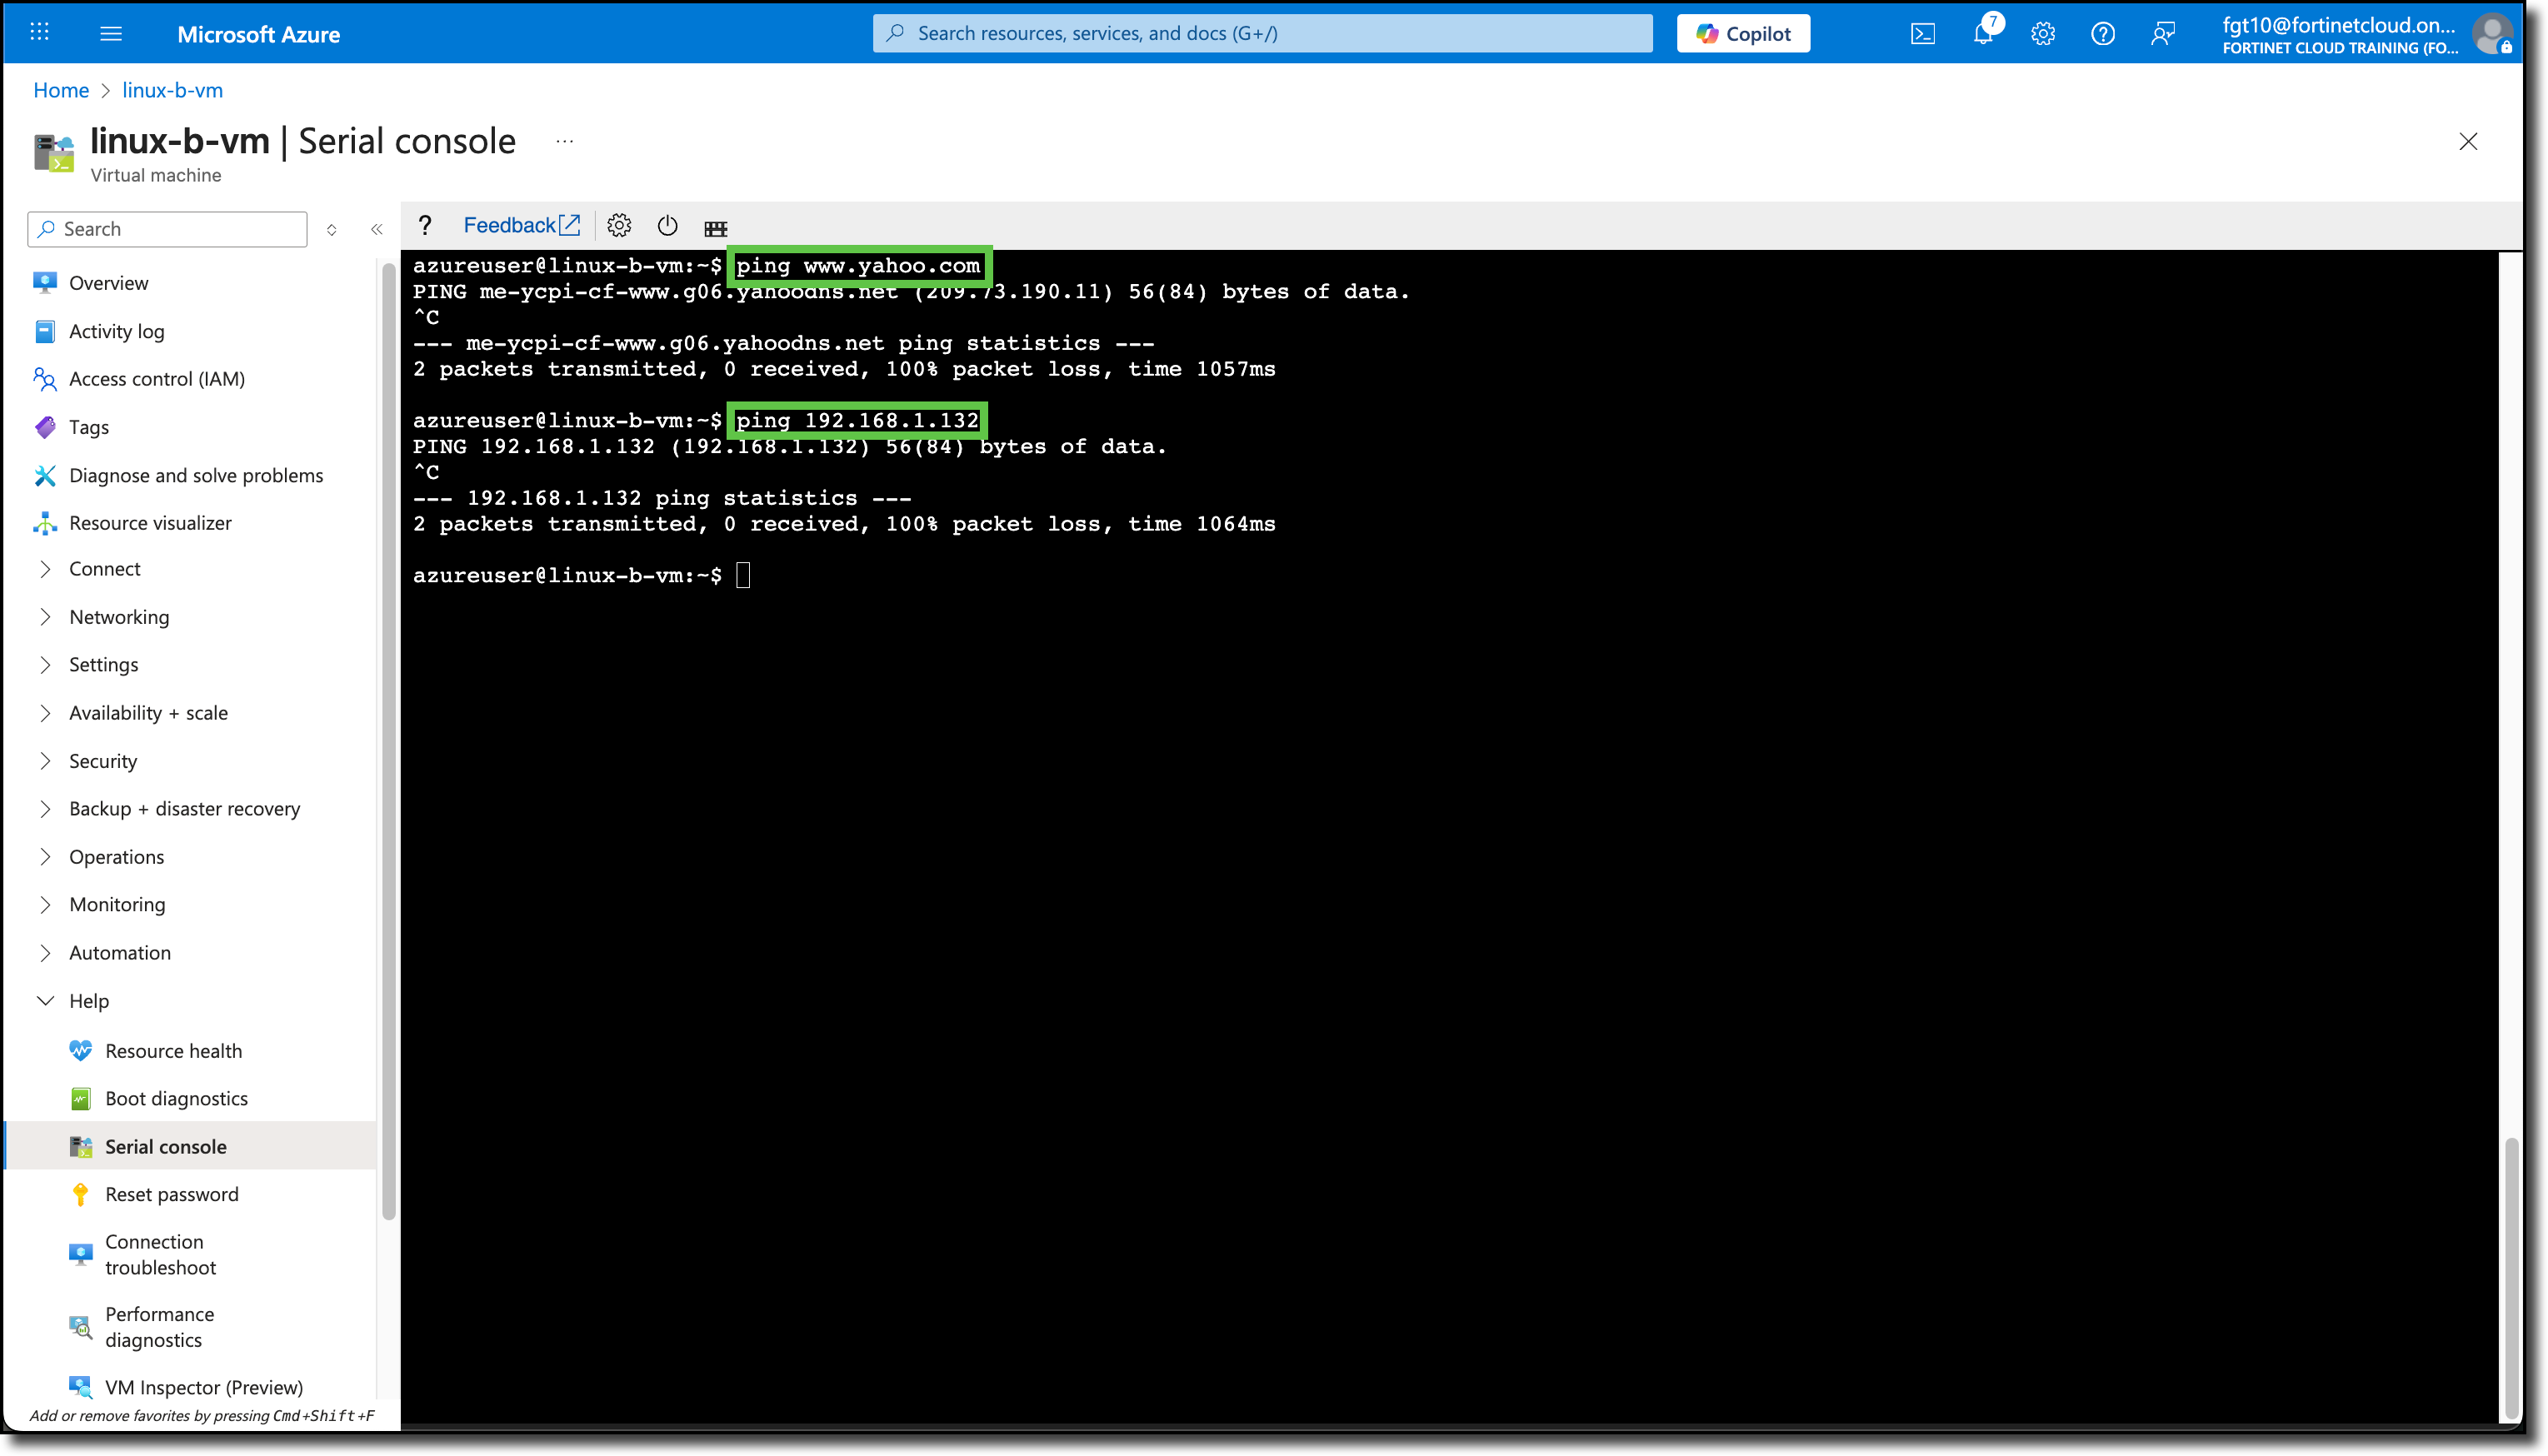 Microsoft Azure
Search resources, services, and docs (G+/)
Copilot
7
fgt10@fortinetcloud.on...
FORTINET CLOUD TRAINING (FO...
Home > linux-b-vm
linux-b-vm | Serial console ...
Virtual machine
Search
? Feedback
Overview
Activity log
Access control (IAM)
Tags
Diagnose and solve problems
Resource visualizer
Connect
Networking
Settings
Availability + scale
Security
Backup + disaster recovery
Operations
Monitoring
Automation
Help
Resource health
Boot diagnostics
Serial console
Reset password
Connection
troubleshoot
Performance
diagnostics
VM Inspector (Preview)
Add or remove favorites by pressing Cmd+Shift+F
azureuser@linux-b-vm:~$ ping www.yahoo.com
PING me-ycpi-cf-www.g06.yahoodns.net (209.73.190.11) 56(84) bytes of data.
^C
--- me-ycpi-cf-www.g06.yahoodns.net ping statistics ---
2 packets transmitted, 0 received, 100% packet loss, time 1057ms
azureuser@linux-b-vm:~$ ping 192.168.1.132
PING 192.168.1.132 (192.168.1.132) 56(84) bytes of data.
^C
--- 192.168.1.132 ping statistics ---
2 packets transmitted, 0 received, 100% packet loss, time 1064ms
azureuser@linux-b-vm:~$